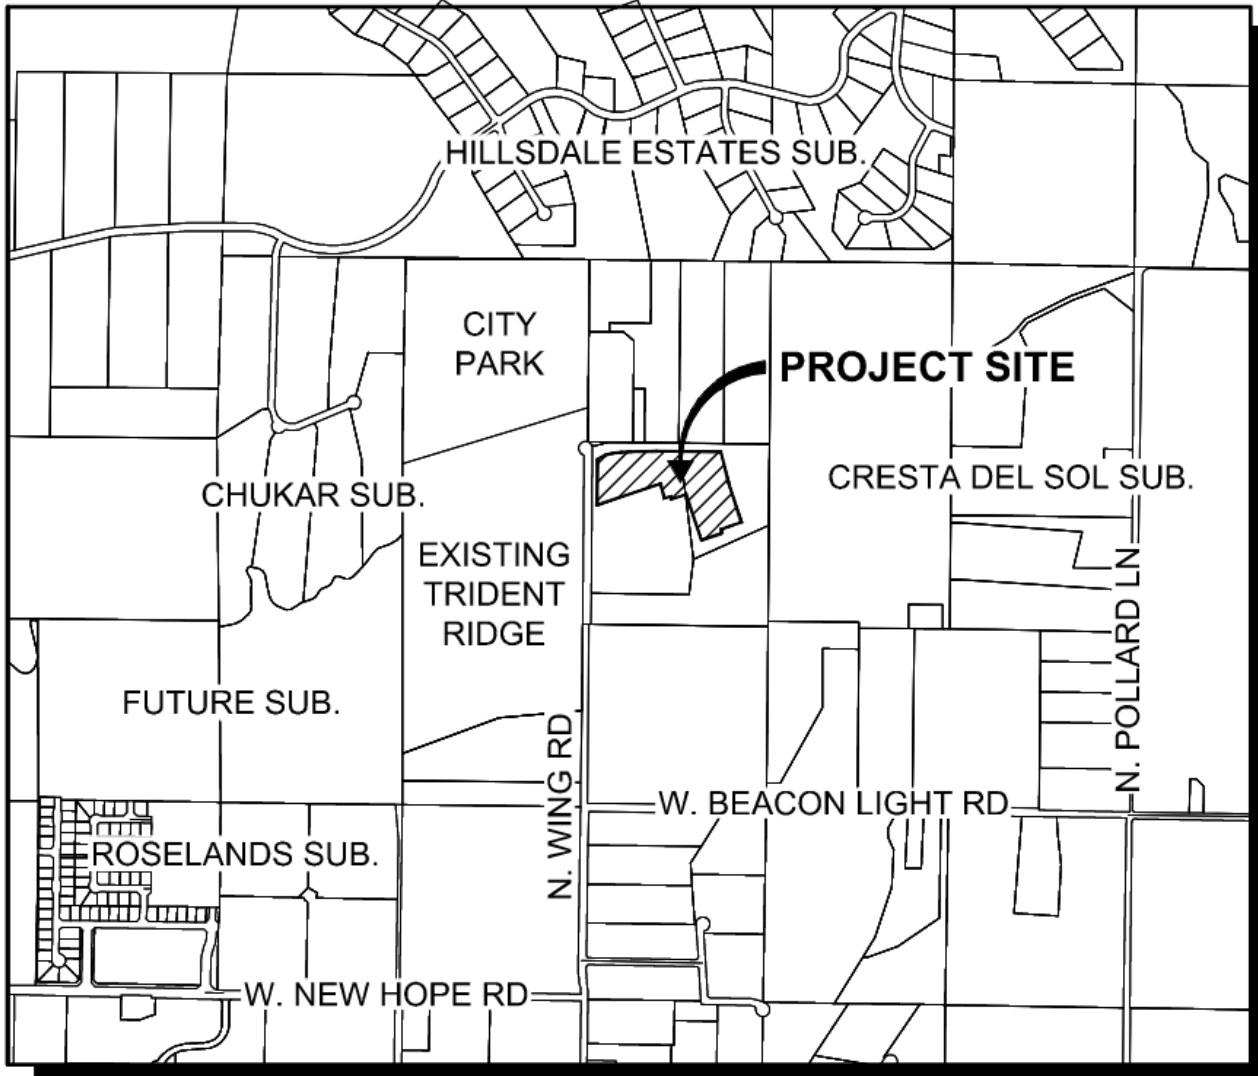 HILLSDALE ESTATES SUB.
CITY
PARK
PROJECT SITE
CHUKAR SUB.
CRESTA DEL SOL SUB.
EXISTING
TRIDENT
RIDGE
N. POLLARD LN
FUTURE SUB.
N. WING RD
W. BEACON LIGHT RD
ROSELANDS SUB.
W. NEW HOPE RD